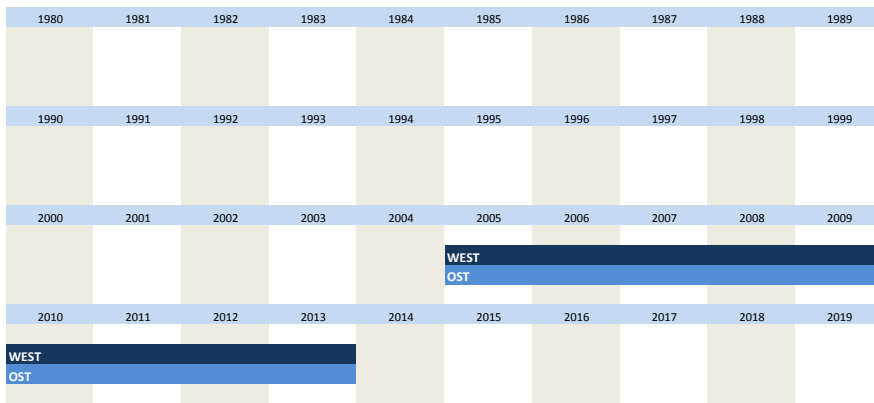 1980 1981 1982 1983 1984 1985 1986 1987 1988 1989
1990 1991 1992 1993 1994 1995 1996 1997 1998 1999
2000 2001 2002 2003 2004 2005 2006 2007 2008 2009
WEST
OST
2010 2011 2012 2013 2014 2015 2016 2017 2018 2019
WEST
OST